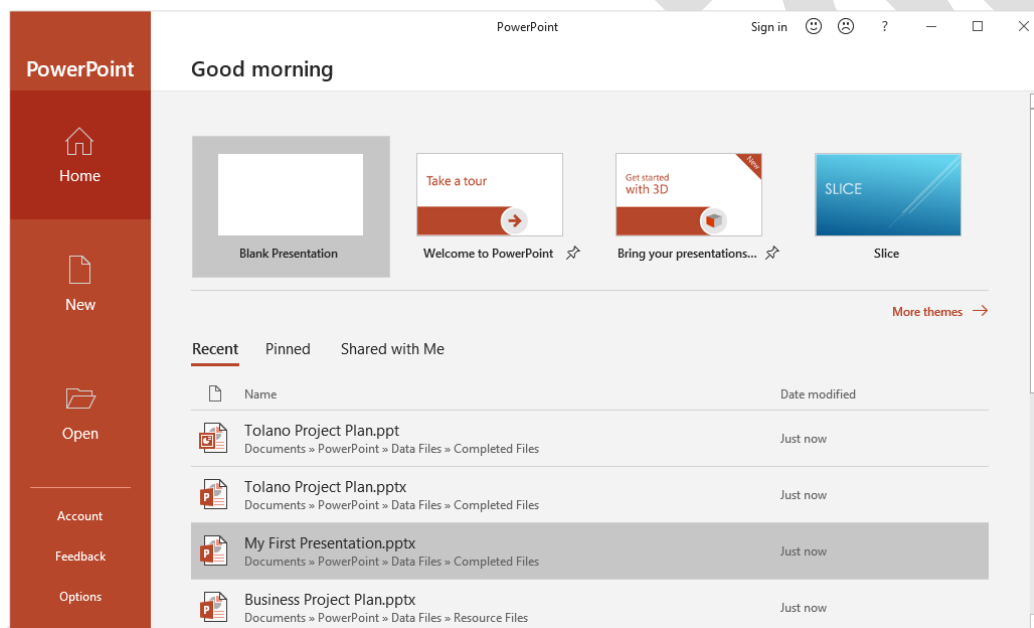 PowerPoint
Sign in
?
PowerPoint
Good morning
Home
New
Open
Account
Feedback
Options
Blank Presentation
Take a tour
Welcome to PowerPoint
New
Get started
with 3D
Bring your presentations...
SLICE
Slice
More themes
Recent Pinned Shared with Me
Name Date modified
Tolano Project Plan.ppt
Documents » PowerPoint » Data Files » Completed Files
Just now
Tolano Project Plan.pptx
Documents » PowerPoint » Data Files » Completed Files
Just now
My First Presentation.pptx
Documents » PowerPoint » Data Files » Completed Files
Just now
Business Project Plan.pptx
Documents » PowerPoint » Data Files » Resource Files
Just now